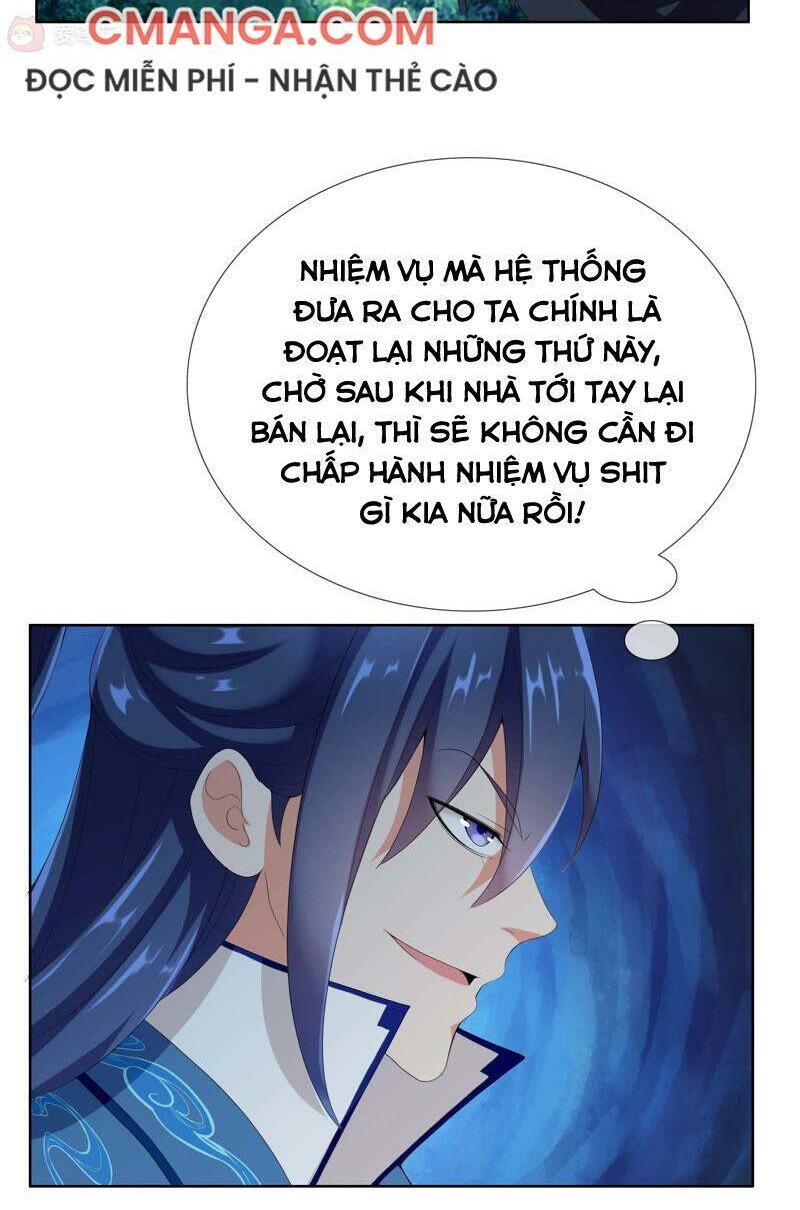 CMANGA.COM
ĐỌC MIỄN PHÍ - NHẬN THẺ CÀO
NHIỆM VỤ MÀ HỆ THỐNG
ĐƯA RA CHO TA CHÍNH LÀ
ĐOẠT LẠI NHỮNG THỨ NÀY,
CHỜ SAU KHI NHÀ TỚI TAY LẠI
BÁN LẠI, THÌ SẼ KHÔNG CẦN ĐI
CHẤP HÀNH NHIỆM VỤ SHIT
GÌ KIA NỮA RỒI!